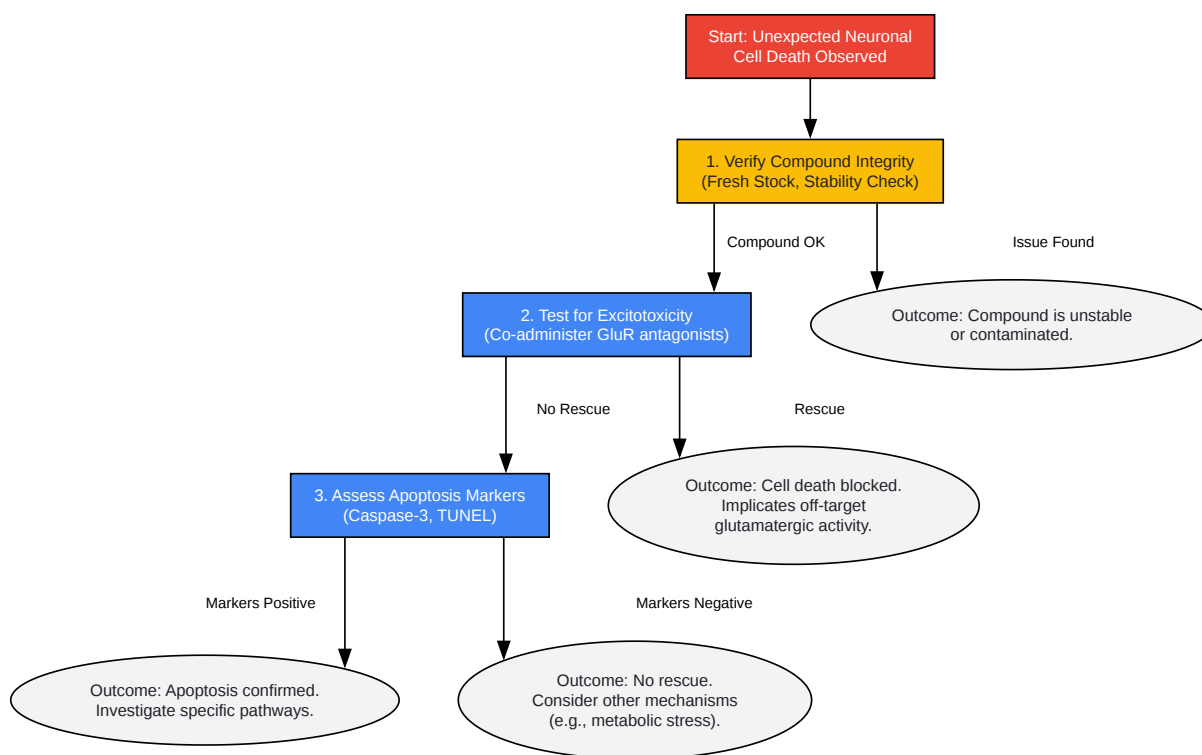 Start: Unexpected Neuronal
Cell Death Observed
1. Verify Compound Integrity
(Fresh Stock, Stability Check)
Compound OK
Issue Found
2. Test for Excitotoxicity
(Co-administer GluR antagonists)
Outcome: Compound is unstable
or contaminated.
No Rescue
Rescue
3. Assess Apoptosis Markers
(Caspase-3, TUNEL)
Outcome: Cell death blocked.
Implicates off-target
glutamatergic activity.
Markers Positive
Markers Negative
Outcome: Apoptosis confirmed.
Investigate specific pathways.
Outcome: No rescue.
Consider other mechanisms
(e.g., metabolic stress).